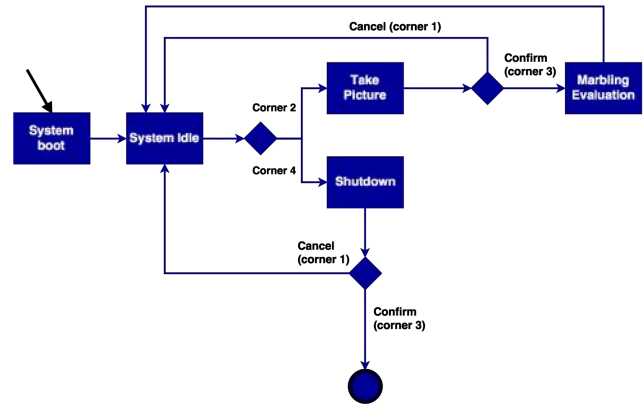 Cancel (corner 1)
Confirm
(corner 3)
Take
Picture
Marbling
Evaluation
System
boot
System Idle
Corner 2
Corner 4
Shutdown
Cancel
(corner 1)
Confirm
(corner 3)